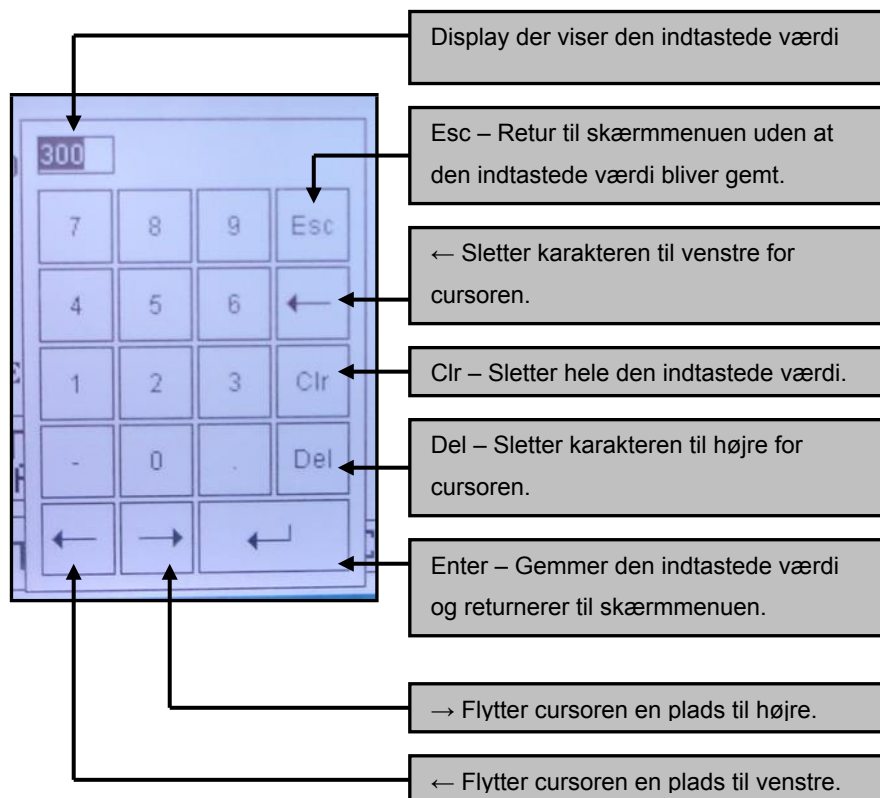 Display der viser den indtastede værdi
Esc – Retur til skærmmenuen uden at
den indtastede værdi bliver gemt.
← Sletter karakteren til venstre for
cursoren.
Clr – Sletter hele den indtastede værdi.
Del – Sletter karakteren til højre for
cursoren.
Enter – Gemmer den indtastede værdi
og returnerer til skærmmenuen.
→ Flytter cursoren en plads til højre.
← Flytter cursoren en plads til venstre.
300
7 8 9 Esc
4 5 6 ←
1 2 3 Clr
- 0 . Del
← → ↵